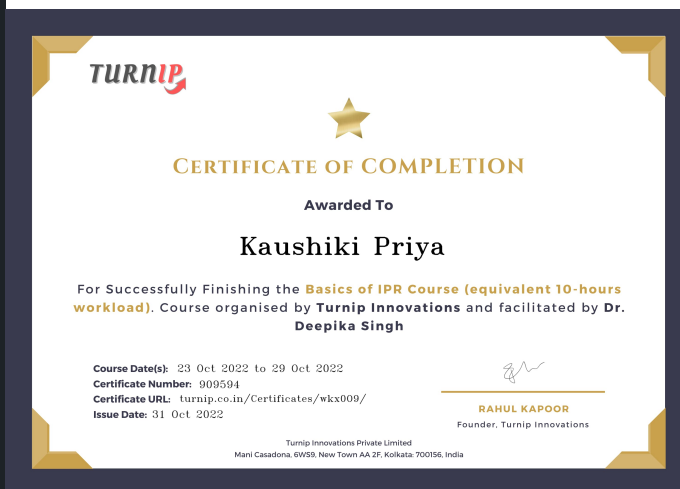 TURNIP
CERTIFICATE OF COMPLETION
Awarded To
Kaushiki Priya
For Successfully Finishing the Basics of IPR Course (equivalent 10-hours
workload). Course organised by Turnip Innovations and facilitated by Dr.
Deepika Singh
Course Date(s): 23 Oct 2022 to 29 Oct 2022
Certificate Number: 909594
Certificate URL: turnip.co.in/Certificates/wkx009/
Issue Date: 31 Oct 2022
RAHUL KAPOOR
Founder, Turnip Innovations
Turnip Innovations Private Limited
Mani Casadona, 6WS9, New Town AA 2F, Kolkata: 700156, India